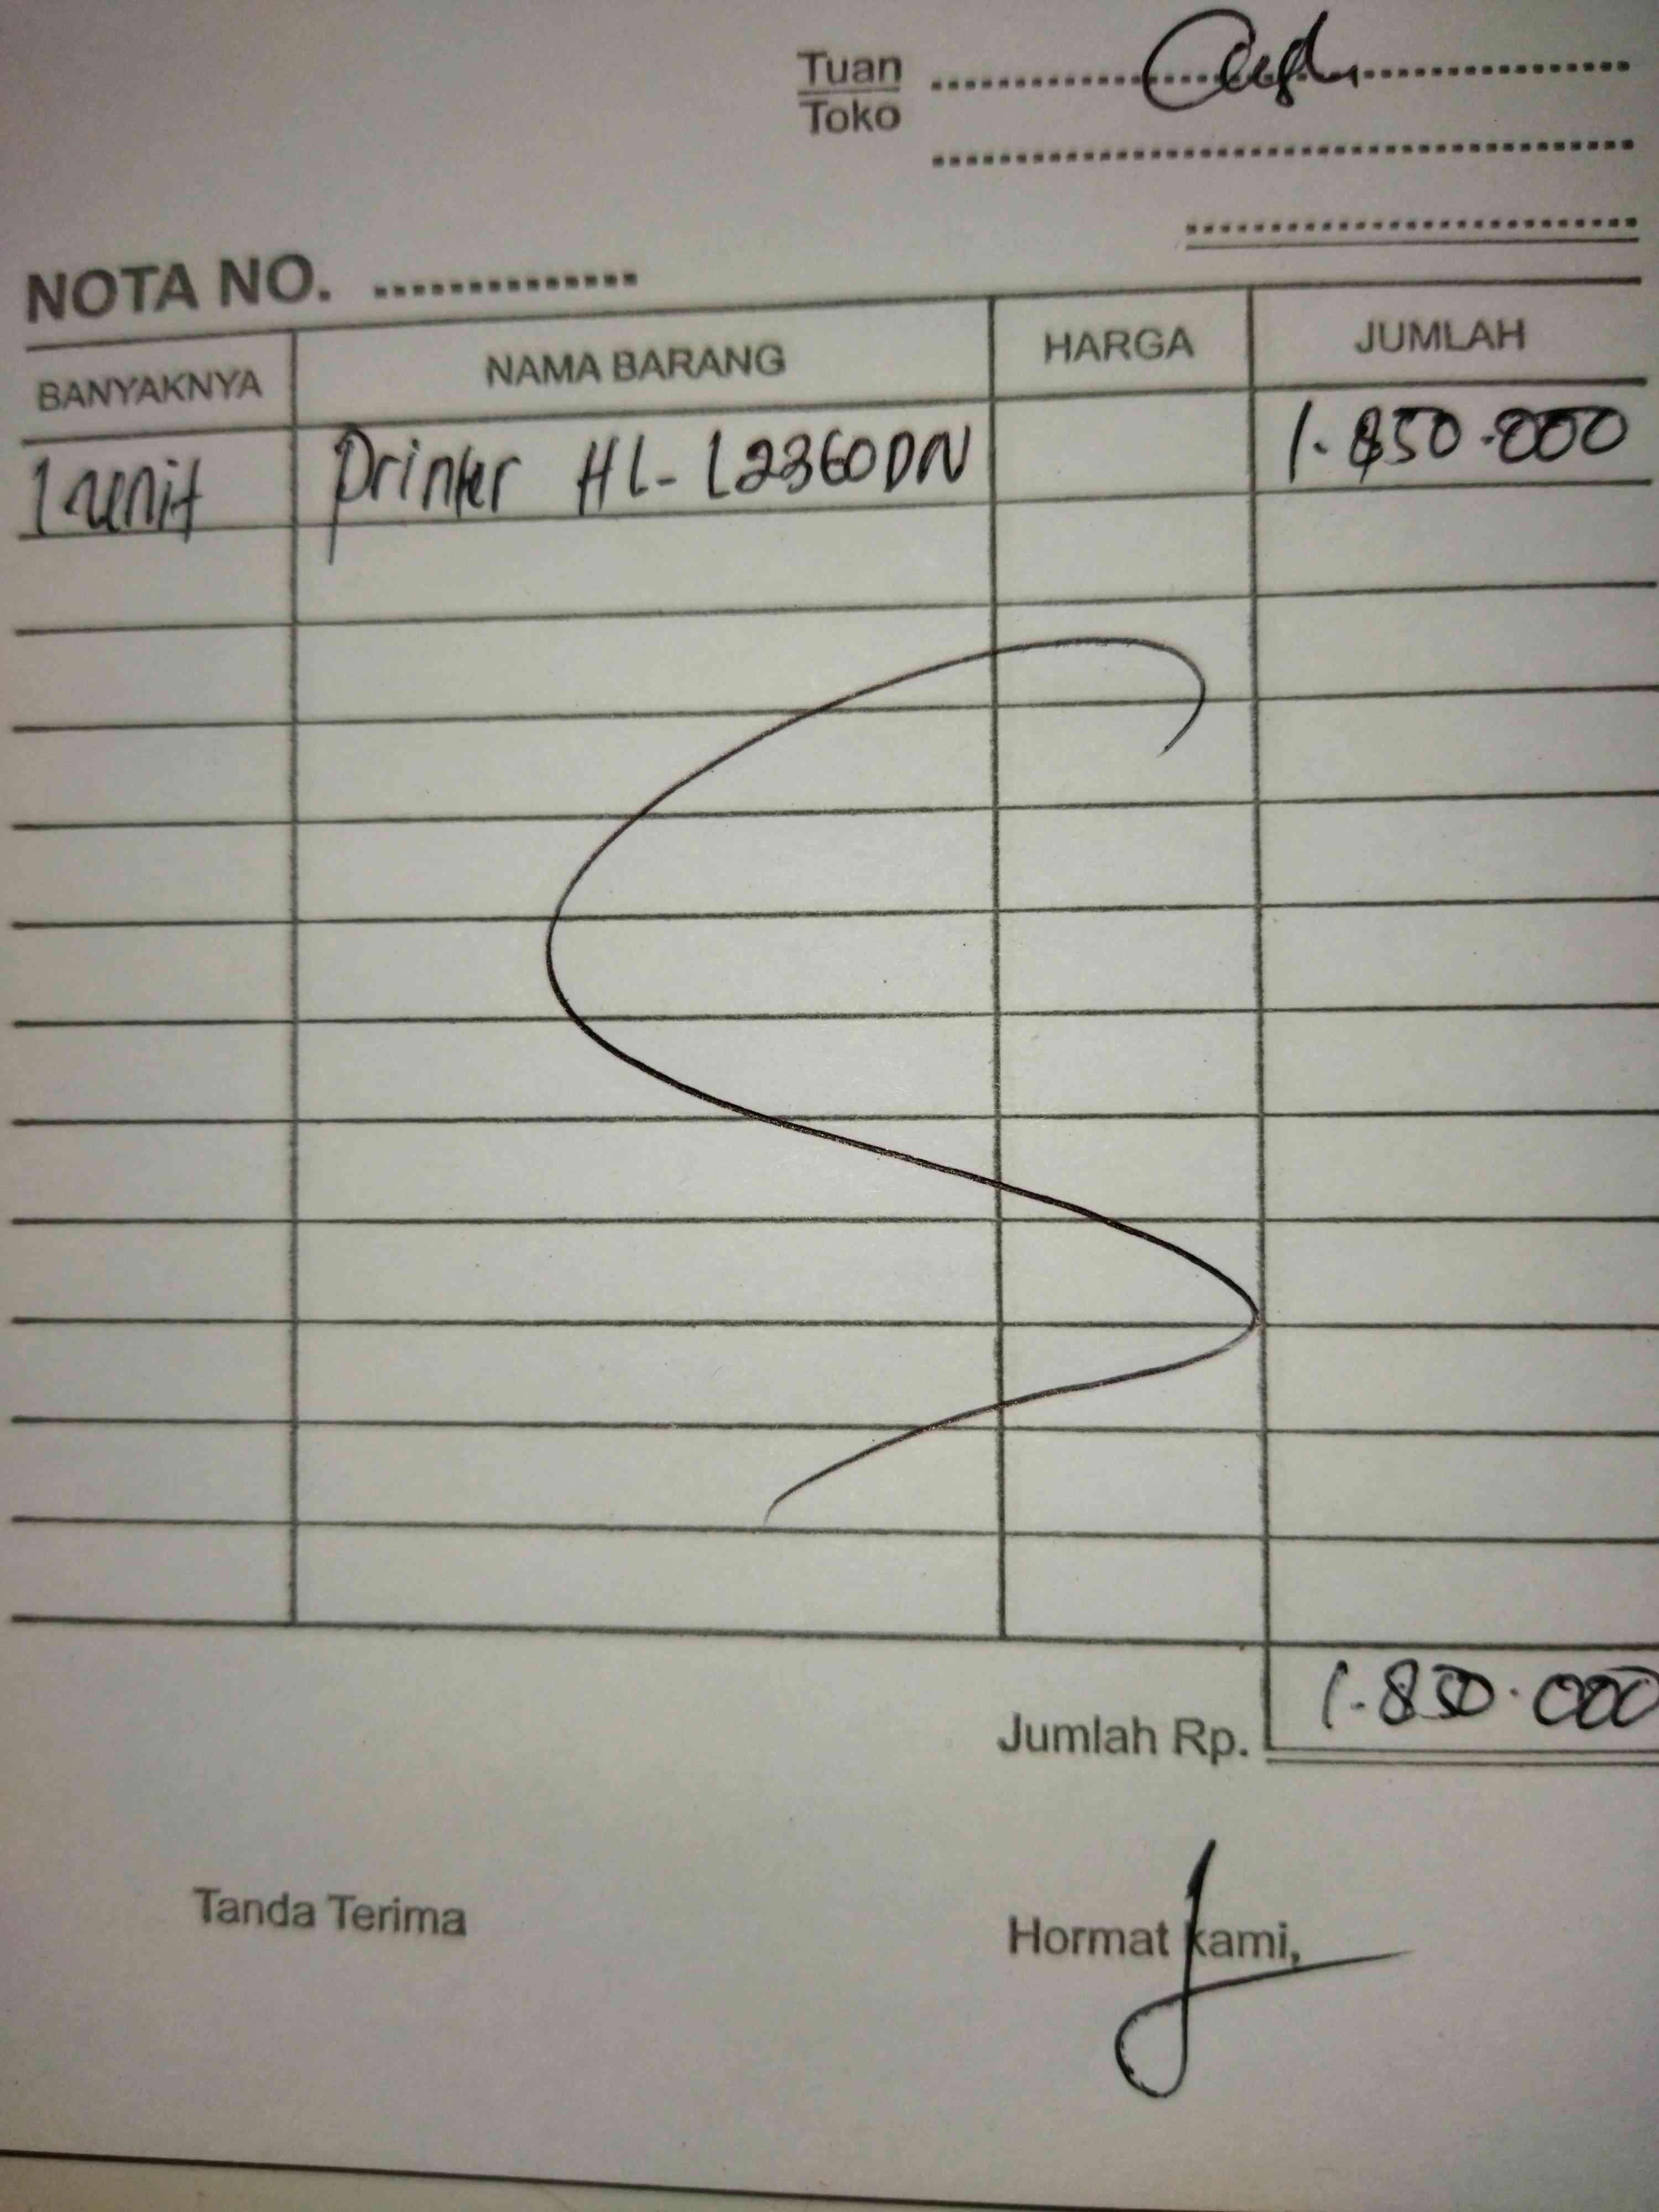 Tuan Cash
Toko
NOTA NO.
BANYAKNYA NAMA BARANG HARGA JUMLAH
1 unit Printer HL-L2360DN 1.850.000
Jumlah Rp. 1.850.000
Tanda Terima Hormat kami,